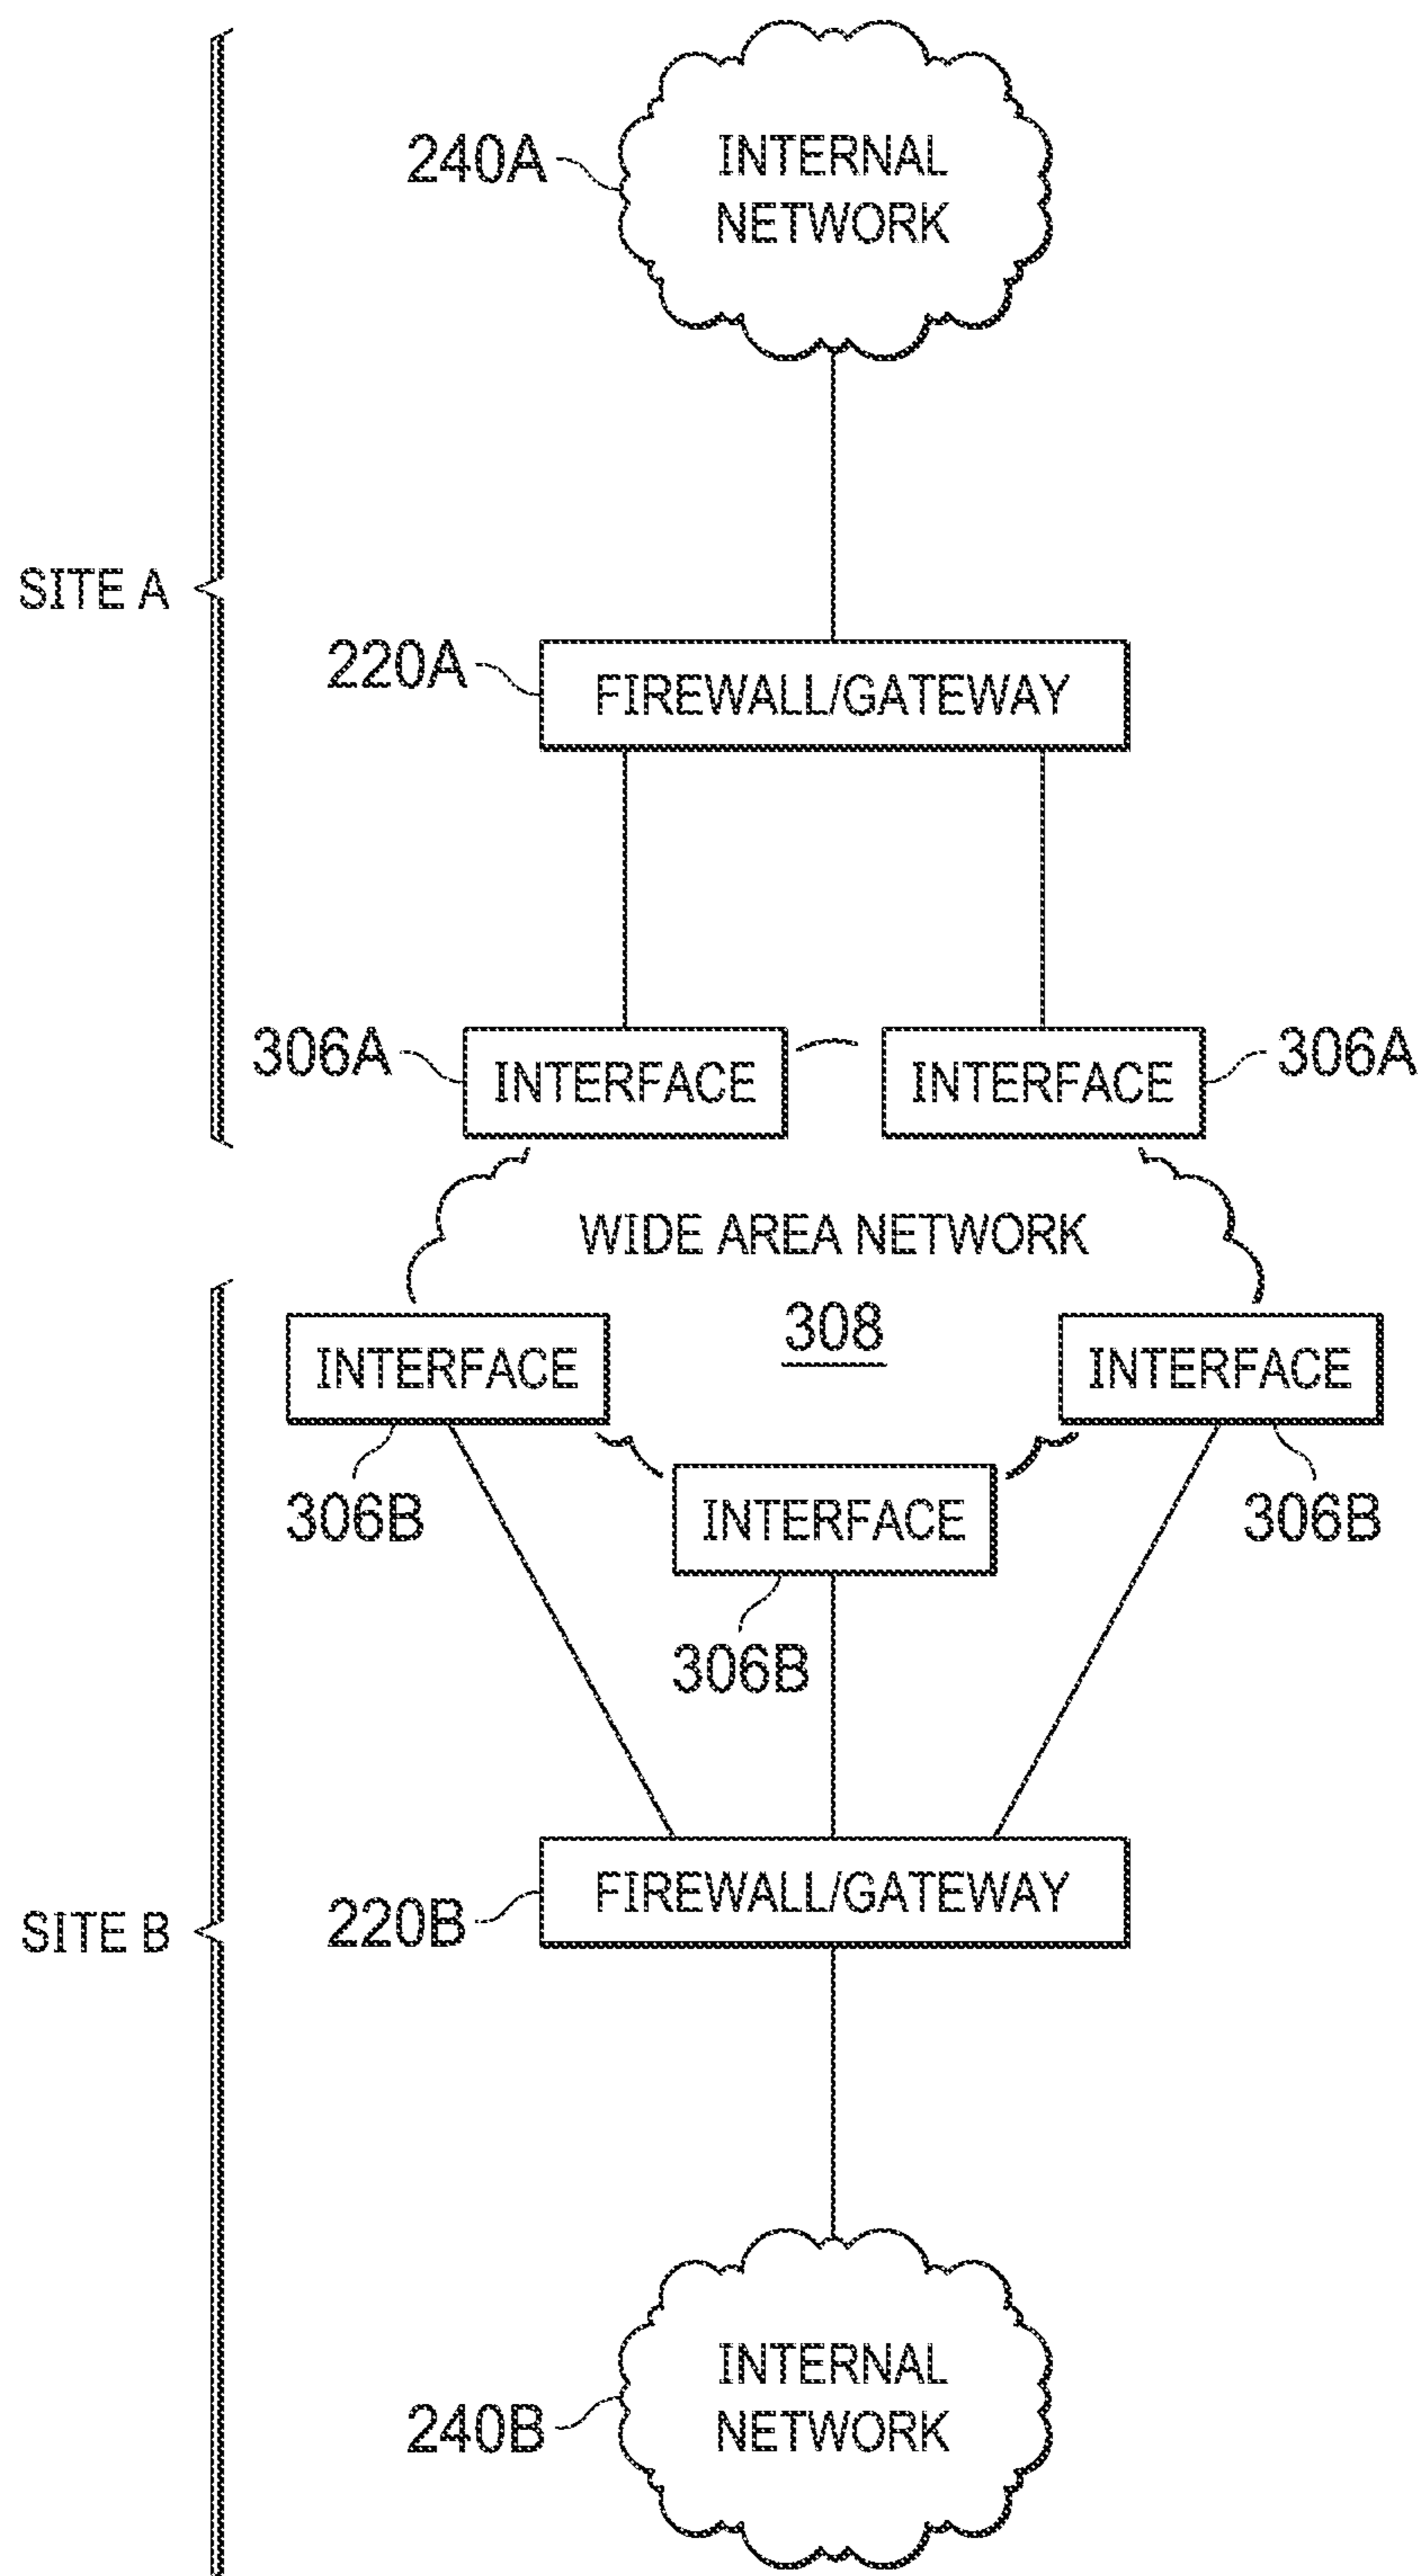 240A
INTERNAL
NETWORK
SITE A
220A
FIREWALL/GATEWAY
306A
INTERFACE
INTERFACE
306A
WIDE AREA NETWORK
308
INTERFACE
INTERFACE
306B
INTERFACE
306B
306B
FIREWALL/GATEWAY
220B
SITE B
INTERNAL
NETWORK
240B